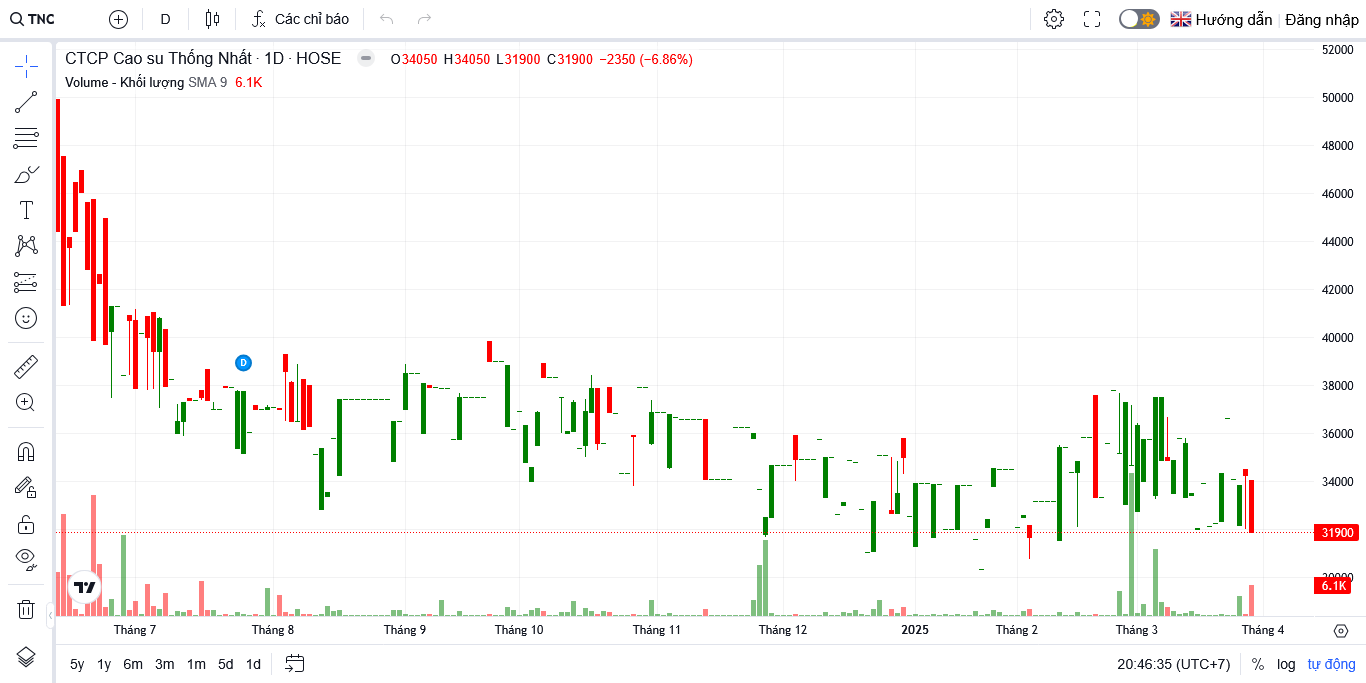 TNC D Các chỉ báo Hướng dẫn Đăng nhập
CTCP Cao su Thống Nhất · 1D · HOSE O34050 H34050 L31900 C31900 −2350 (−6.86%)
Volume - Khối lượng SMA 9 6.1K
52000
50000
48000
46000
44000
42000
40000
38000
36000
34000
31900
30000
6.1K
D
Tháng 7 Tháng 8 Tháng 9 Tháng 10 Tháng 11 Tháng 12 2025 Tháng 2 Tháng 3 Tháng 4
5y 1y 6m 3m 1m 5d 1d 20:46:35 (UTC+7) % log tự động